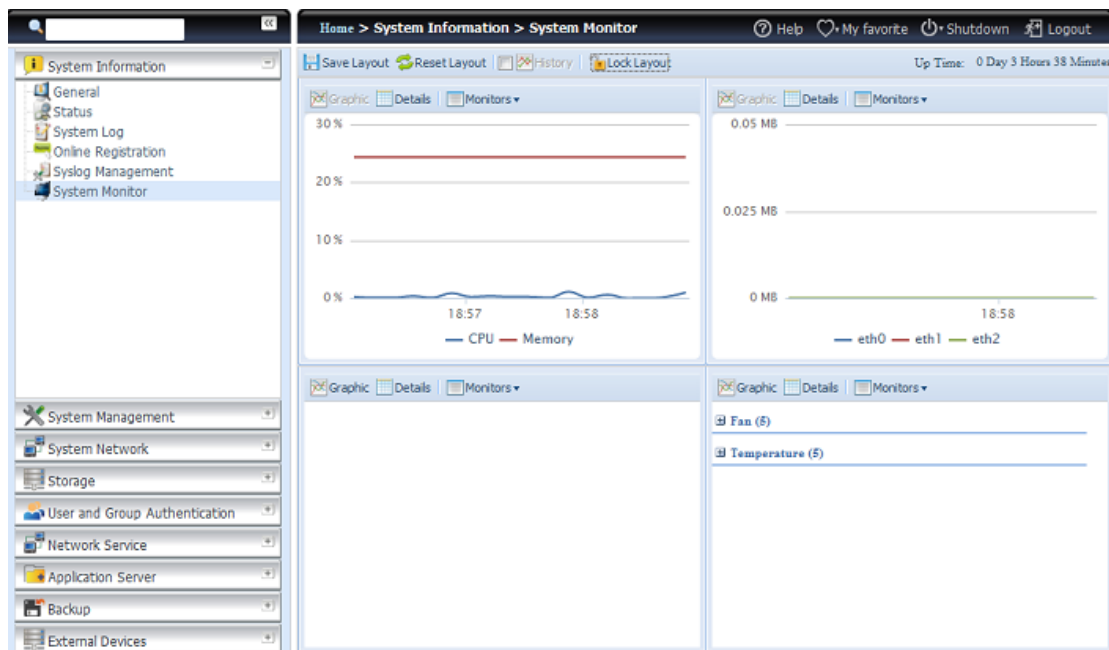 Home > System Information > System Monitor
Help My favorite Shutdown Logout
System Information
General
Status
System Log
Online Registration
Syslog Management
System Monitor
System Management
System Network
Storage
User and Group Authentication
Network Service
Application Server
Backup
External Devices
Save Layout Reset Layout History Lock Layout
Up Time: 0 Day 3 Hours 38 Minutes
Graphic Details Monitors
30 %
20 %
10 %
0 %
18:57 18:58
CPU Memory
Graphic Details Monitors
0.05 MB
0.025 MB
0 MB
18:58
eth0 eth1 eth2
Graphic Details Monitors
Graphic Details Monitors
Fan (5)
Temperature (5)